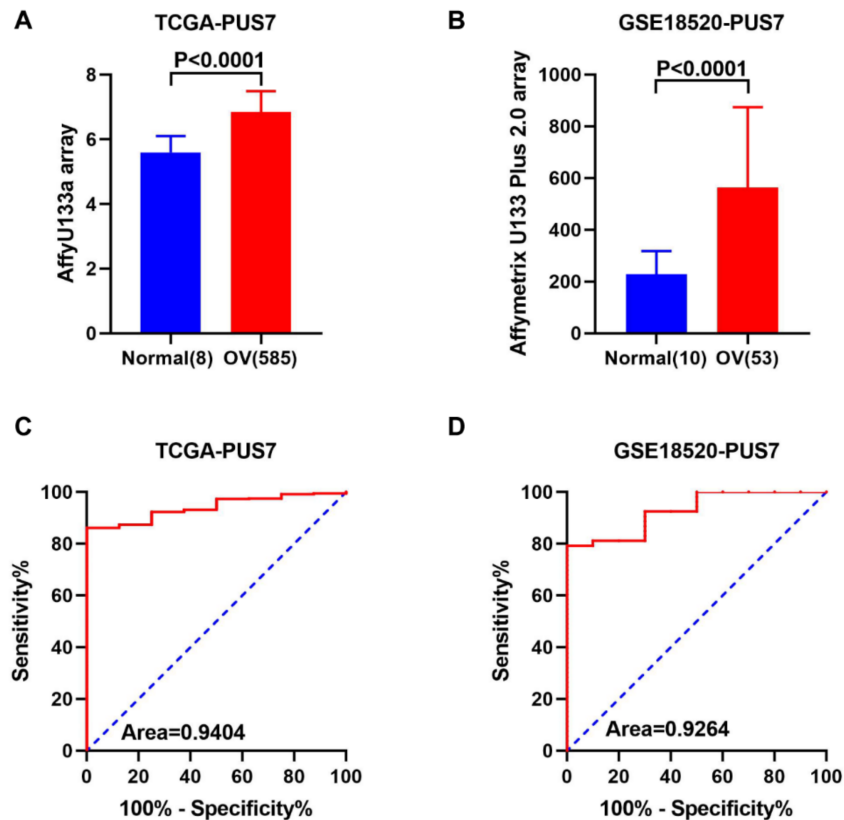 A
TCGA-PUS7
P<0.0001
AffyU133a array
8
6
4
2
0
Normal(8) OV(585)
B
GSE18520-PUS7
P<0.0001
Affymetrix U133 Plus 2.0 array
1000
800
600
400
200
0
Normal(10) OV(53)
C
TCGA-PUS7
Sensitivity%
100
80
60
40
20
0
Area=0.9404
0 20 40 60 80 100
100% - Specificity%
D
GSE18520-PUS7
Sensitivity%
100
80
60
40
20
0
Area=0.9264
0 20 40 60 80 100
100% - Specificity%